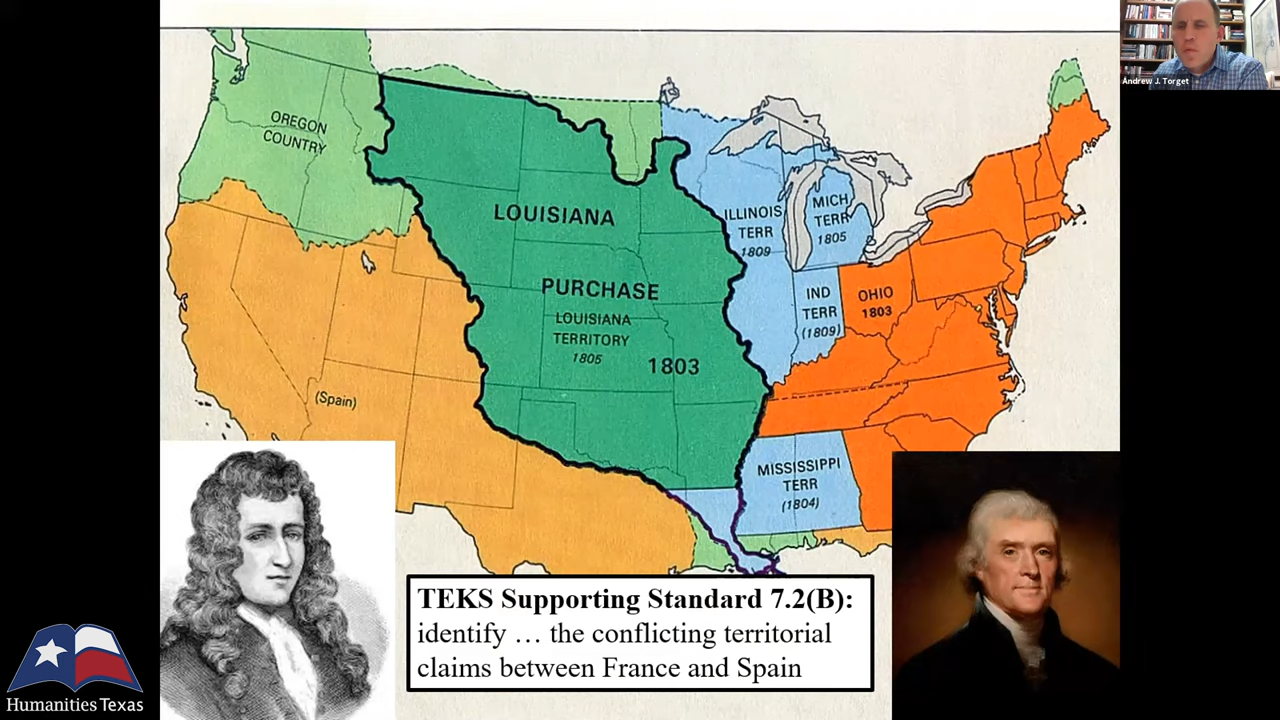 Andrew J. Torget
OREGON
COUNTRY
LOUISIANA
PURCHASE
LOUISIANA
TERRITORY
1805
1803
ILLINOIS
TERR
1809
MICH
TERR
1805
IND
TERR
(1809)
OHIO
1803
(Spain)
MISSISSIPPI
TERR
(1804)
TEKS Supporting Standard 7.2(B):
identify … the conflicting territorial
claims between France and Spain
Humanities Texas